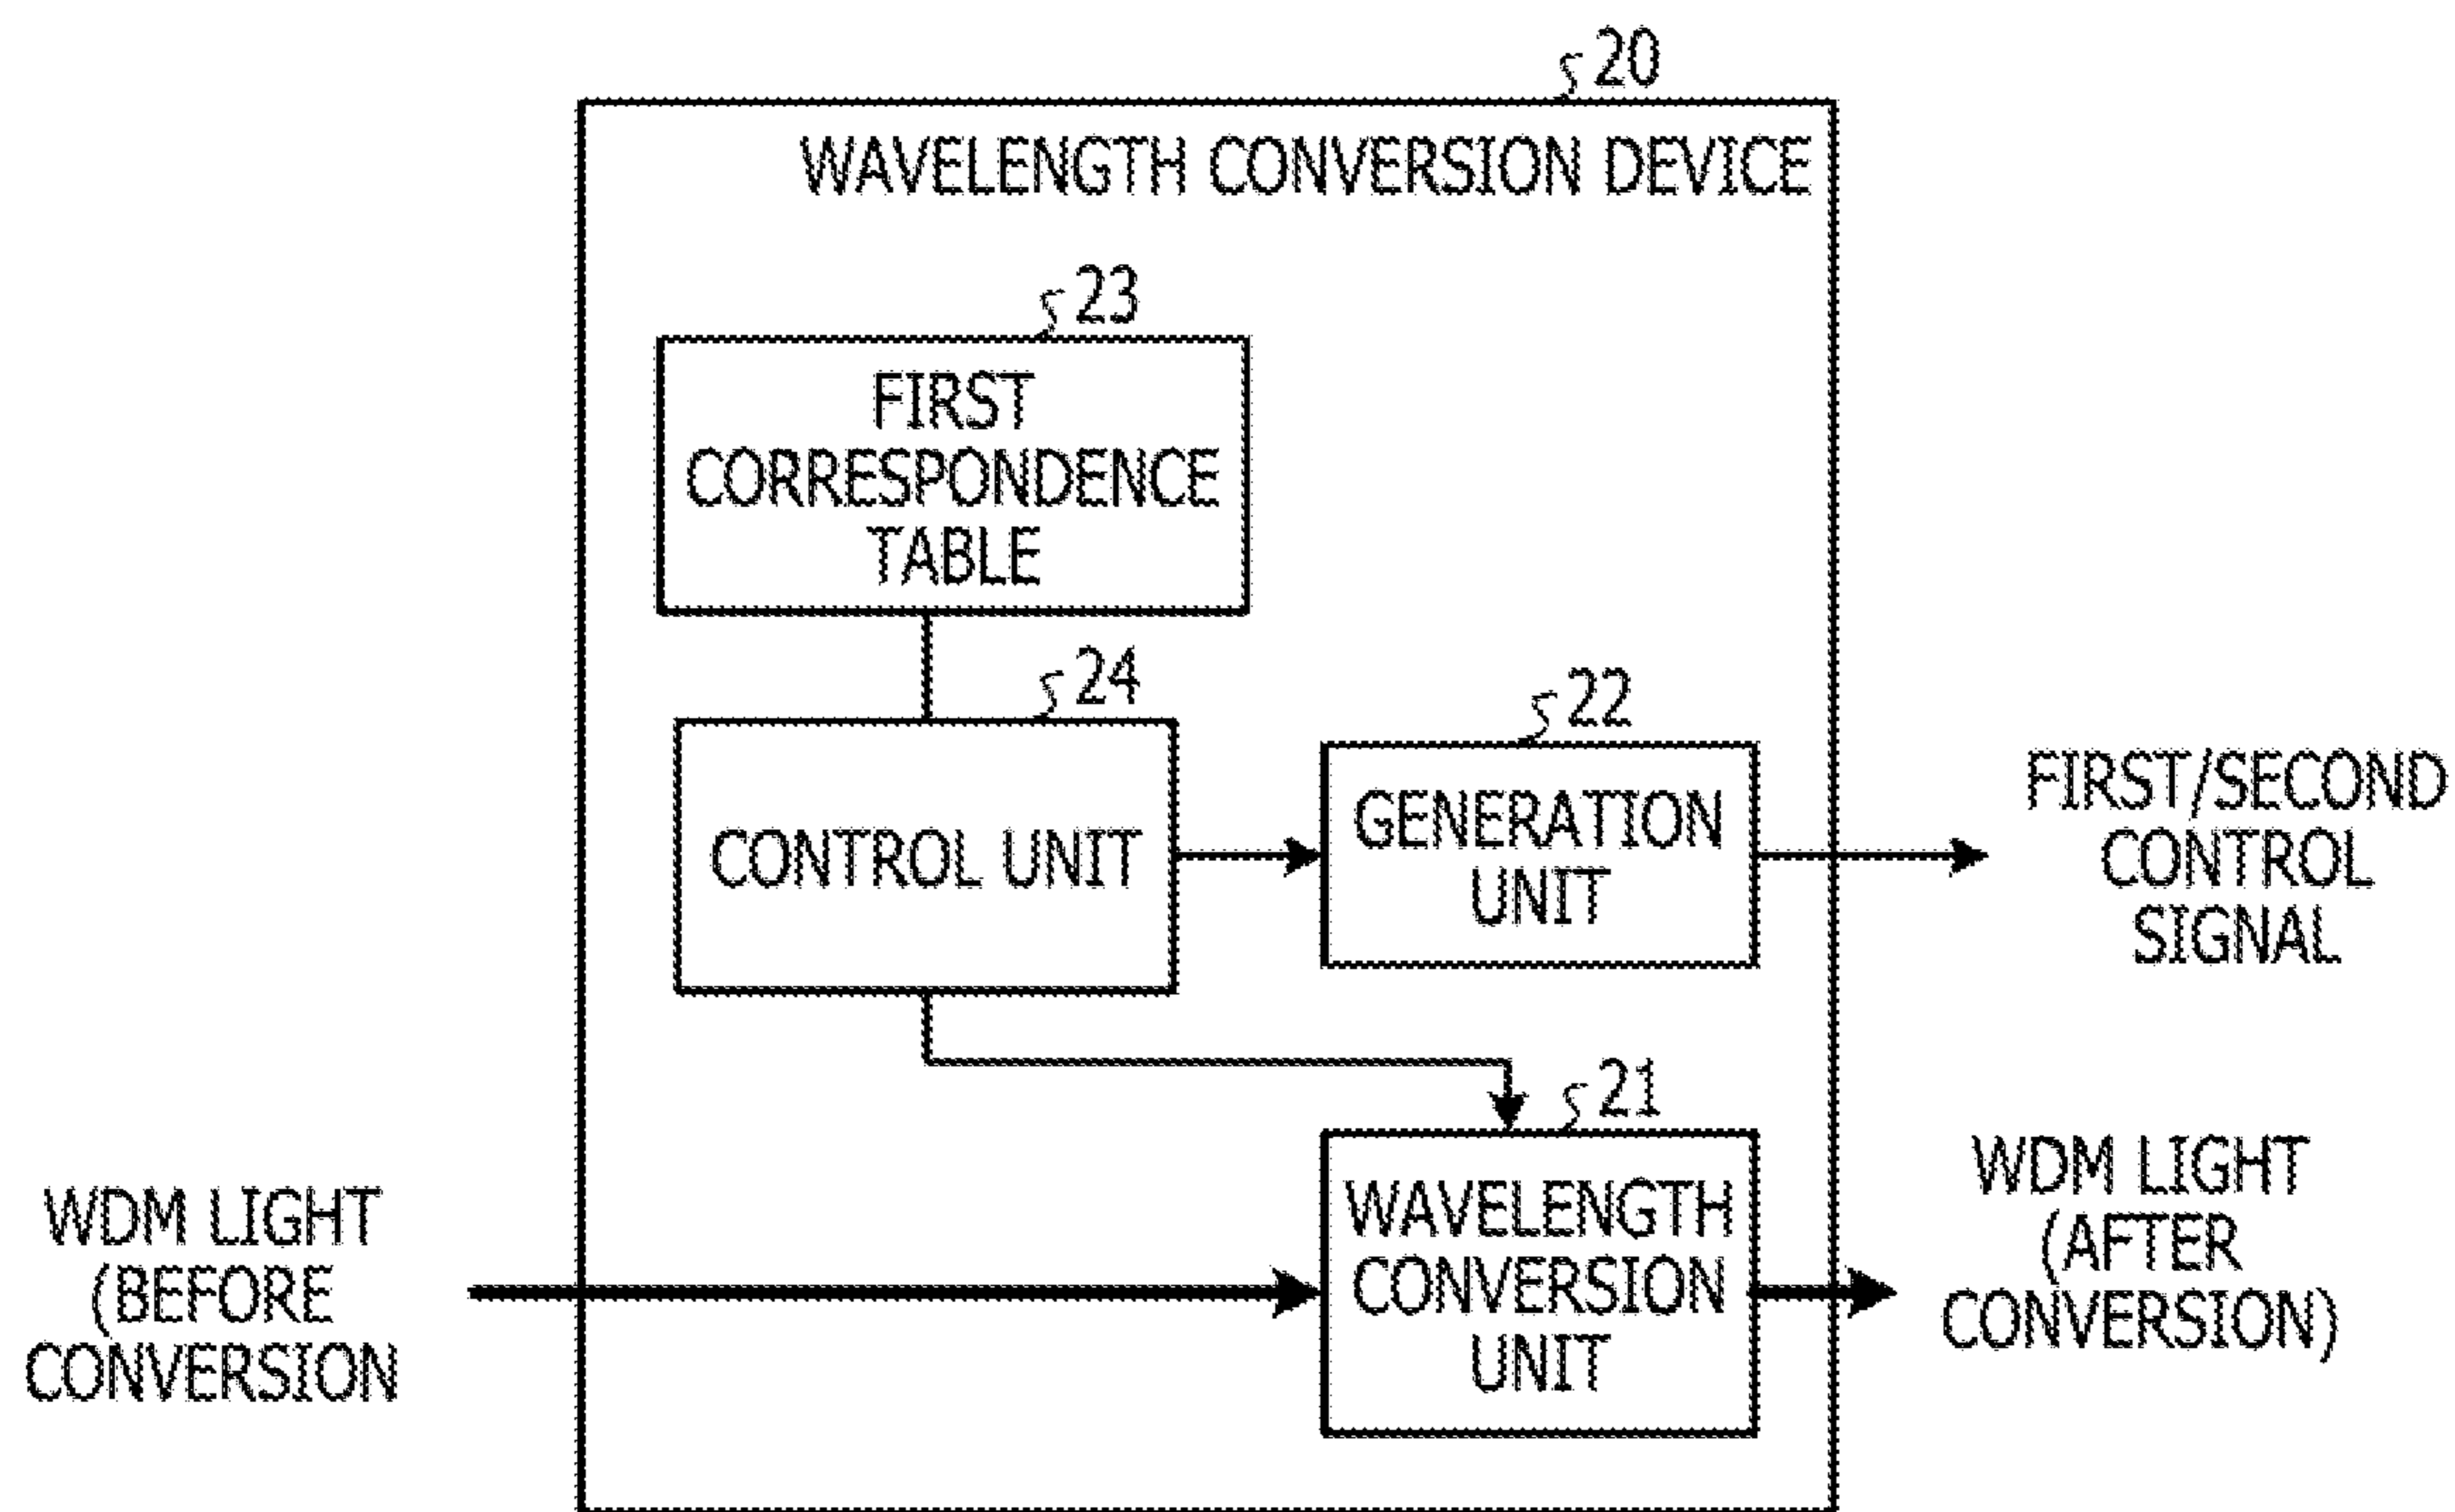 20
WAVELENGTH CONVERSION DEVICE
23
FIRST
CORRESPONDENCE
TABLE
24
CONTROL UNIT
22
GENERATION
UNIT
FIRST/SECOND
CONTROL
SIGNAL
21
WAVELENGTH
CONVERSION
UNIT
WDM LIGHT
(BEFORE
CONVERSION
WDM LIGHT
(AFTER
CONVERSION)